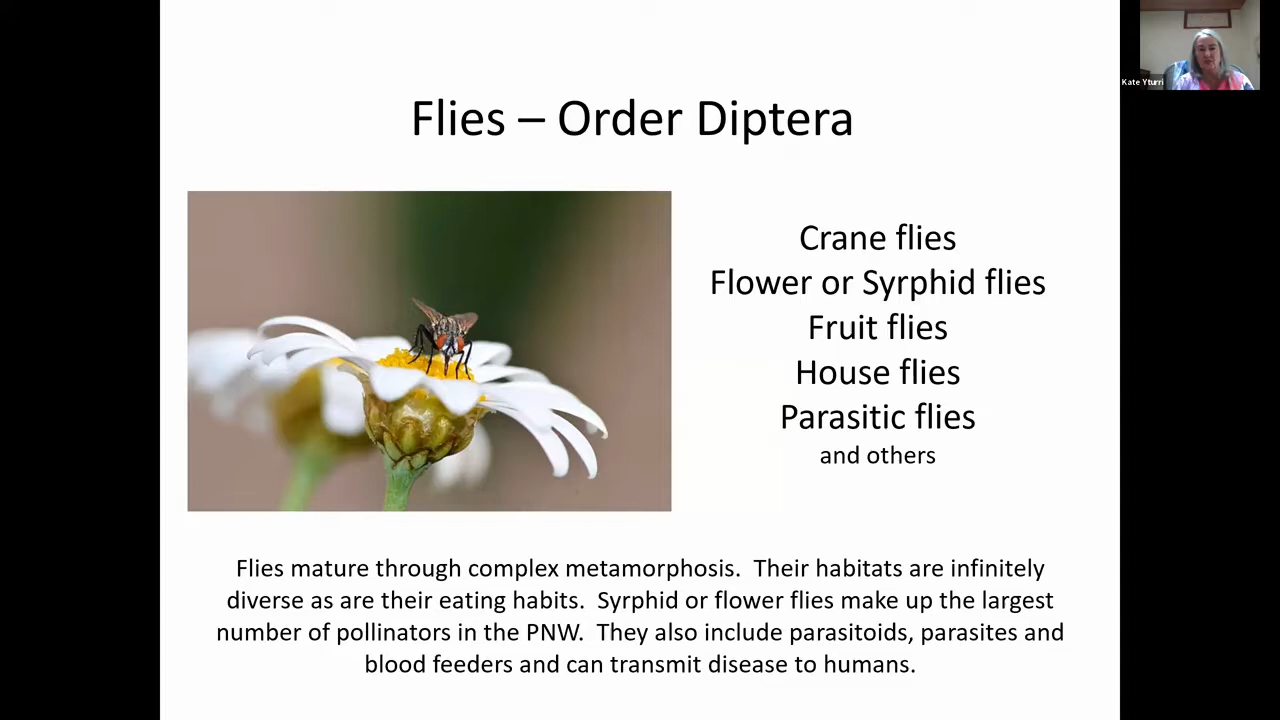 Kate Yturri
Flies – Order Diptera
Crane flies
Flower or Syrphid flies
Fruit flies
House flies
Parasitic flies
and others
Flies mature through complex metamorphosis.  Their habitats are infinitely
diverse as are their eating habits.  Syrphid or flower flies make up the largest
number of pollinators in the PNW.  They also include parasitoids, parasites and
blood feeders and can transmit disease to humans.